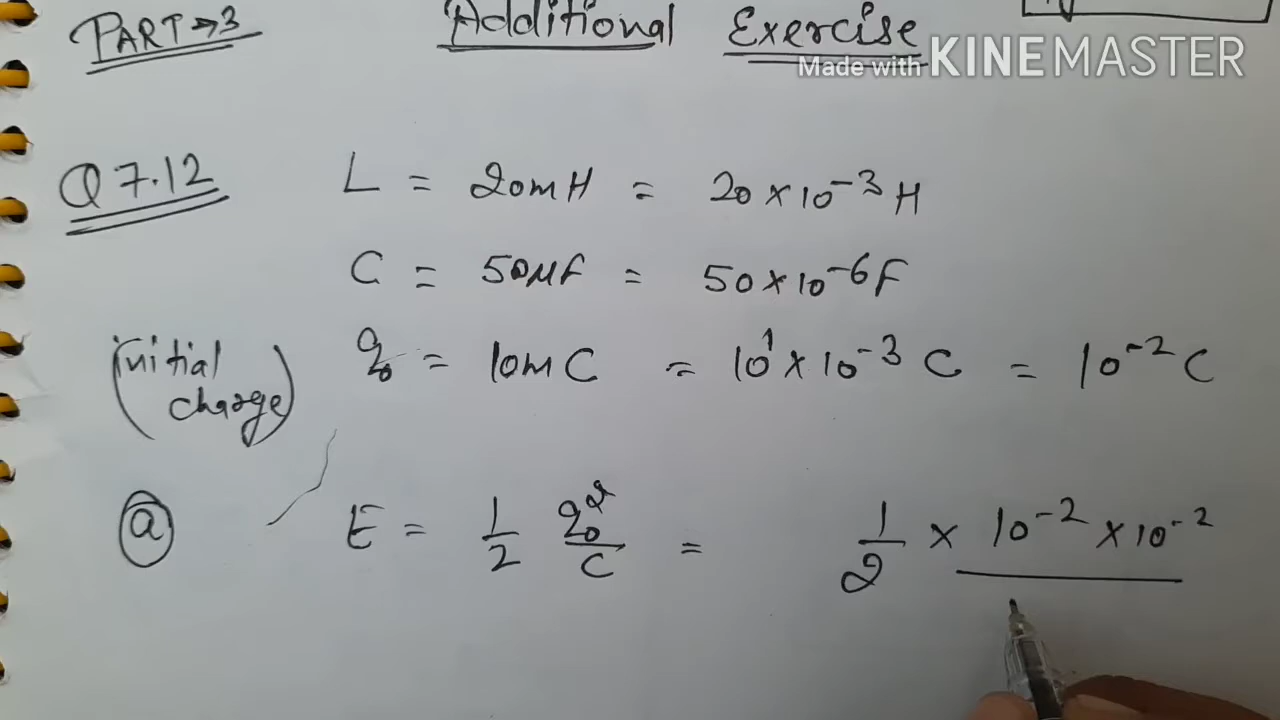 PART→3 Additional Exercise
Made with KINEMASTER
Q 7.12 L = 20mH = 20×10⁻³ H
C = 50μF = 50×10⁻⁶ F
(initial charge) q₀ = 10mC = 10¹×10⁻³ C = 10⁻² C
(a) E = 1/2 q₀²/C = 1/2 × 10⁻²×10⁻²